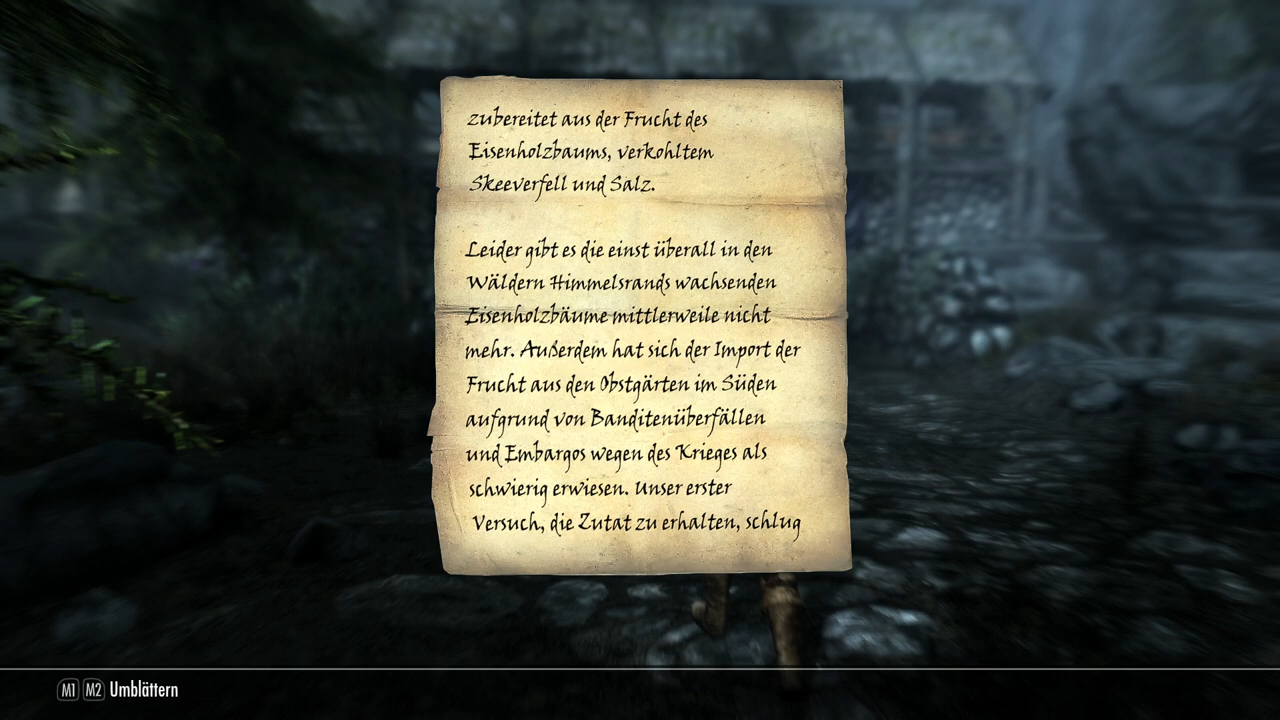 zubereitet aus der Frucht des
Eisenholzbaums, verkohltem
Skeeverfell und Salz.
Leider gibt es die einst überall in den
Wäldern Himmelsrands wachsenden
Eisenholzbäume mittlerweile nicht
mehr. Außerdem hat sich der Import der
Frucht aus den Obstgärten im Süden
aufgrund von Banditenüberfällen
und Embargos wegen des Krieges als
schwierig erwiesen. Unser erster
Versuch, die Zutat zu erhalten, schlug
M1 M2 Umblättern